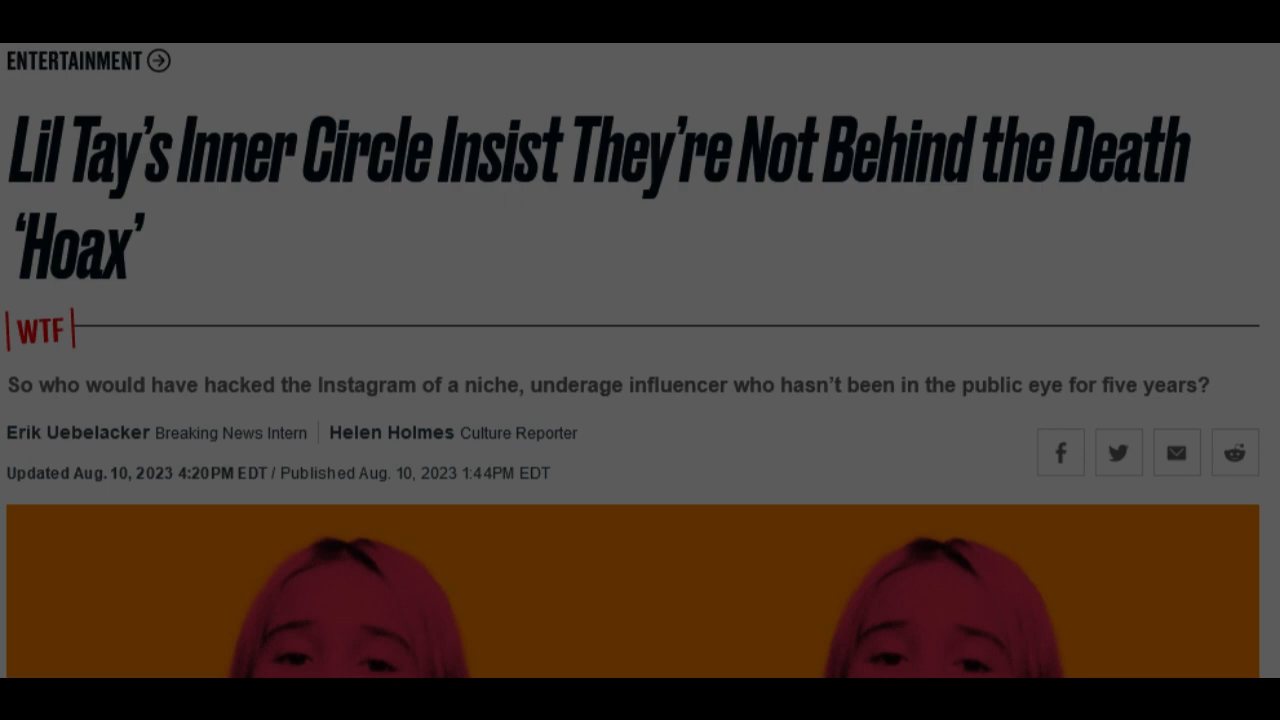 ENTERTAINMENT
Lil Tay’s Inner Circle Insist They’re Not Behind the Death
‘Hoax’
WTF
So who would have hacked the Instagram of a niche, underage influencer who hasn’t been in the public eye for five years?
Erik Uebelacker Breaking News Intern | Helen Holmes Culture Reporter
Updated Aug. 10, 2023 4:20PM EDT / Published Aug. 10, 2023 1:44PM EDT